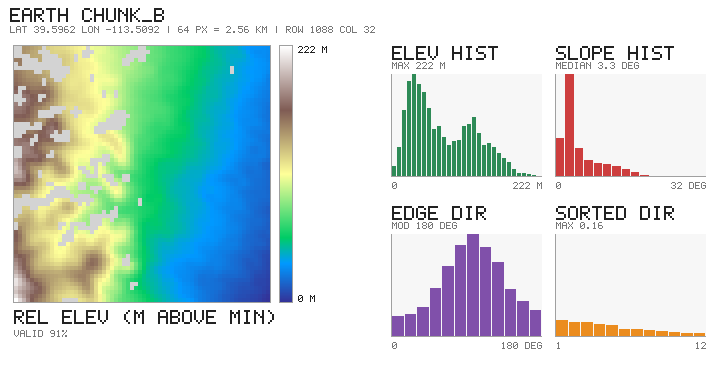 EARTH CHUNK_B
LAT 39.5962 LON -113.5092 | 64 PX = 2.56 KM | ROW 1088 COL 32
222 M
0 M
REL ELEV (M ABOVE MIN)
VALID 91%
ELEV HIST
MAX 222 M
0 222 M
SLOPE HIST
MEDIAN 3.3 DEG
0 32 DEG
EDGE DIR
MOD 180 DEG
0 180 DEG
SORTED DIR
MAX 0.16
1 12